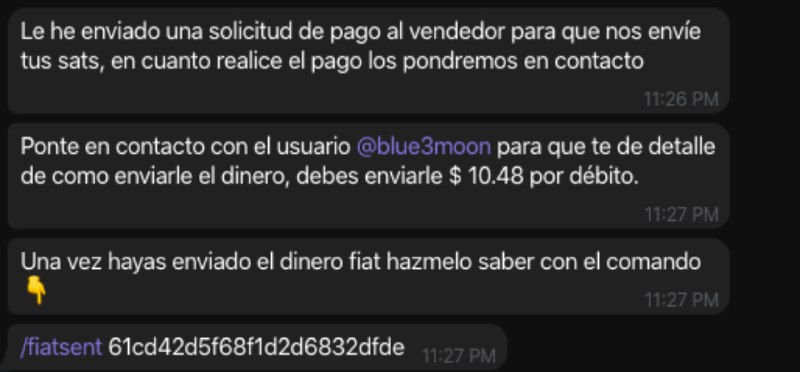 Le he enviado una solicitud de pago al vendedor para que nos envíe
tus sats, en cuanto realice el pago los pondremos en contacto
11:26 PM
Ponte en contacto con el usuario @blue3moon para que te de detalle
de como enviarle el dinero, debes enviarle $ 10.48 por débito.
11:27 PM
Una vez hayas enviado el dinero fiat hazmelo saber con el comando
👇
11:27 PM
/fiatsent 61cd42d5f68f1d2d6832dfde 11:27 PM